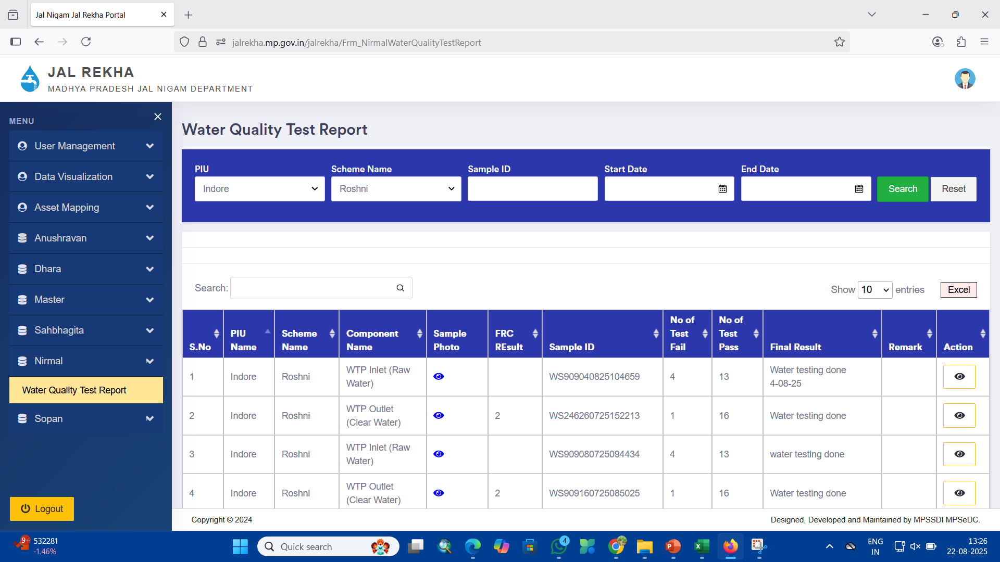 Jal Nigam Jal Rekha Portal
jalrekha.mp.gov.in/jalrekha/Frm_NirmalWaterQualityTestReport
JAL REKHA
MADHYA PRADESH JAL NIGAM DEPARTMENT
MENU
User Management
Data Visualization
Asset Mapping
Anushravan
Dhara
Master
Sahbhagita
Nirmal
Water Quality Test Report
Sopan
Logout
Water Quality Test Report
PIU
Scheme Name
Sample ID
Start Date
End Date
Indore
Roshni
Search
Reset
Search:
Show 10 entries
Excel
S.No
PIU Name
Scheme Name
Component Name
Sample Photo
FRC REsult
Sample ID
No of Test Fail
No of Test Pass
Final Result
Remark
Action
1 Indore Roshni WTP Inlet (Raw Water) WS909040825104659 4 13 Water testing done 4-08-25
2 Indore Roshni WTP Outlet (Clear Water) 2 WS246260725152213 1 16 Water testing done
3 Indore Roshni WTP Inlet (Raw Water) WS909080725094434 4 13 water testing done
4 Indore Roshni WTP Outlet (Clear Water) 2 WS909160725085025 1 16 Water testing done
Copyright © 2024
Designed, Developed and Maintained by MPSSDI MPSeDC.
9+
532281
-1.46%
Quick search
4
ENG
IN
13:26
22-08-2025